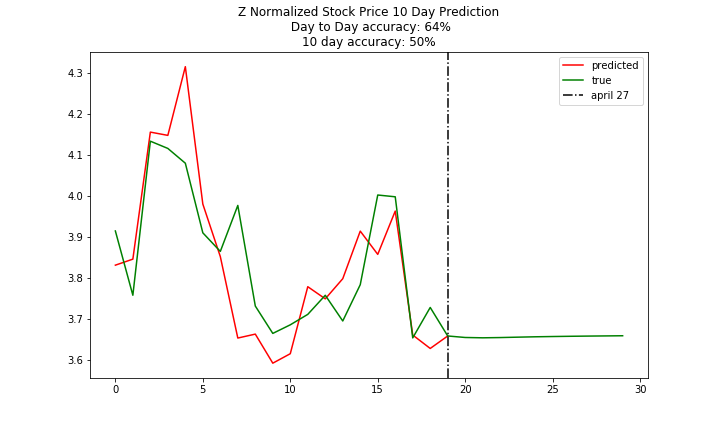 Z Normalized Stock Price 10 Day Prediction
Day to Day accuracy: 64%
10 day accuracy: 50%
predicted
true
april 27
4.3
4.2
4.1
4.0
3.9
3.8
3.7
3.6
0 5 10 15 20 25 30